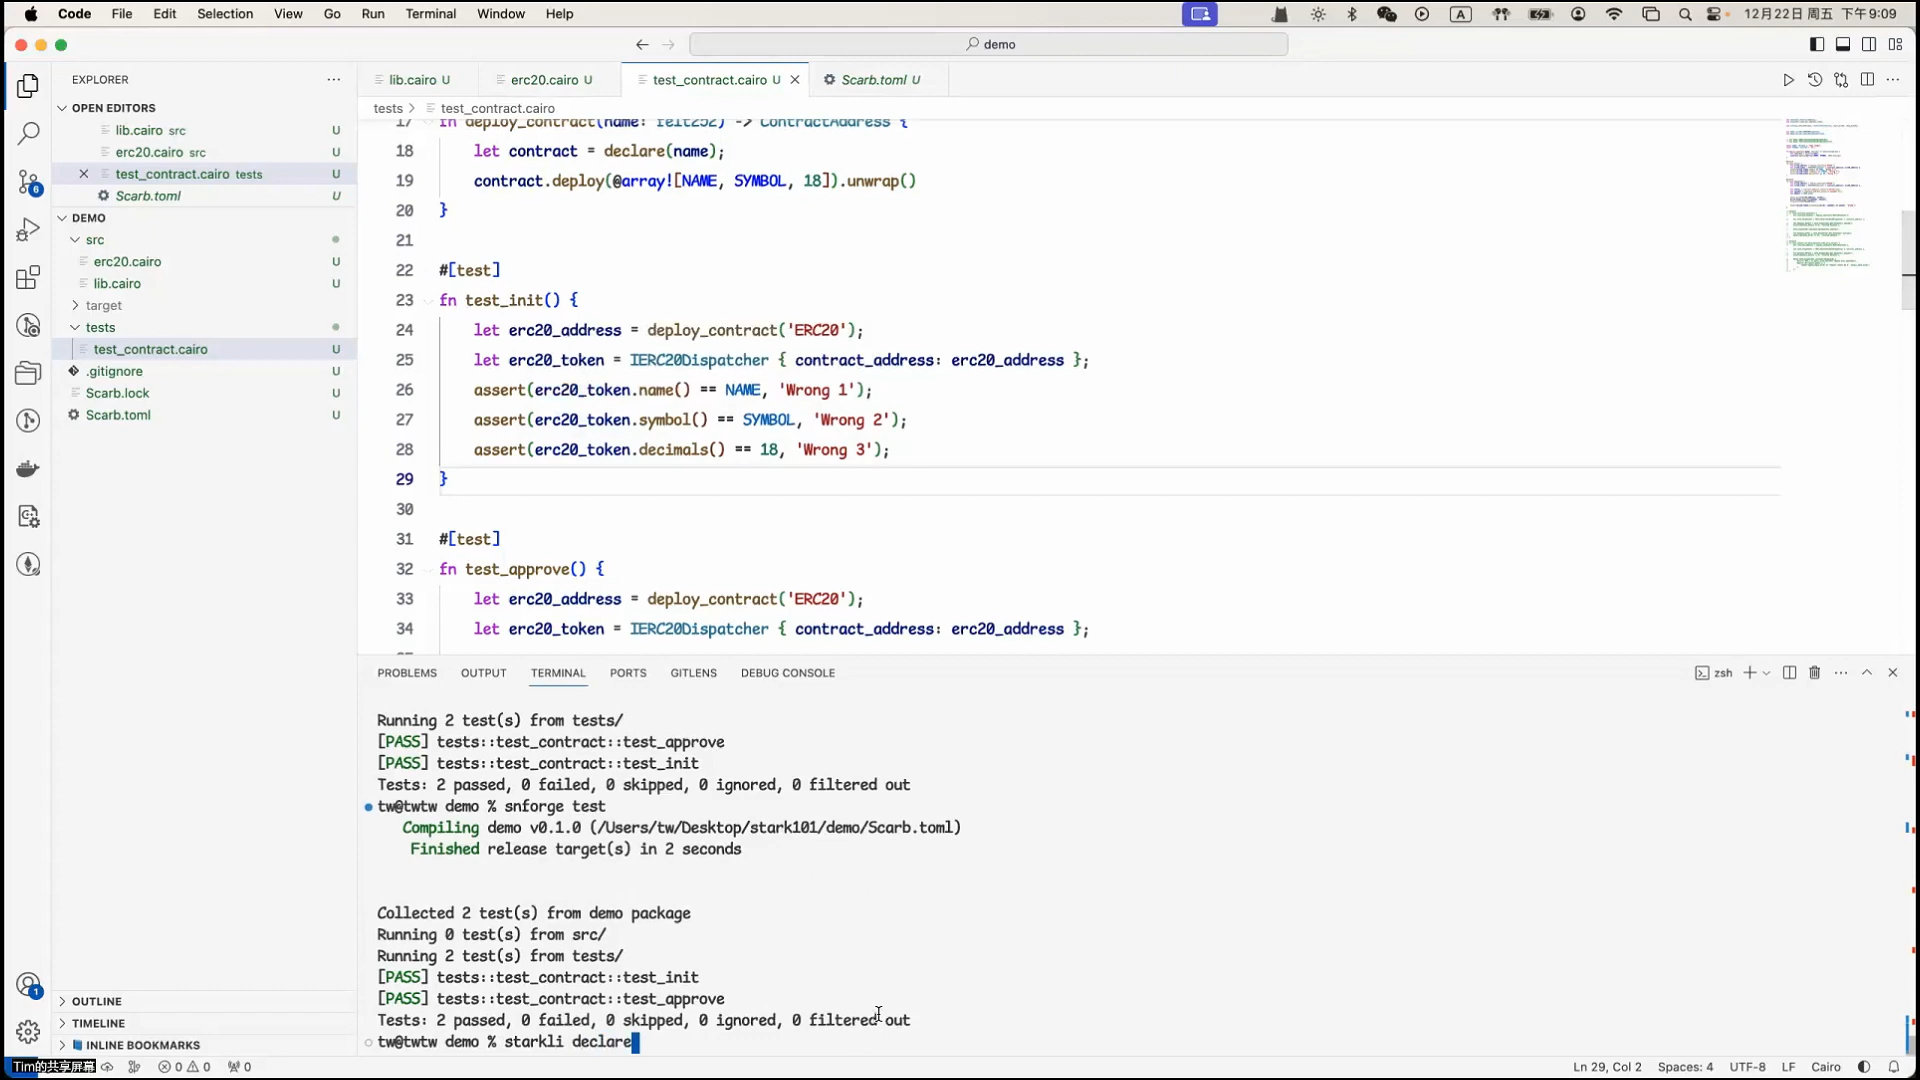 Code File Edit Selection View Go Run Terminal Window Help
A
12月22日 周五 下午9:09
demo
EXPLORER
OPEN EDITORS
lib.cairo src U
erc20.cairo src U
test_contract.cairo tests U
Scarb.toml U
DEMO
src
erc20.cairo U
lib.cairo U
target
tests
test_contract.cairo U
.gitignore U
Scarb.lock U
Scarb.toml U
OUTLINE
TIMELINE
INLINE BOOKMARKS
6
1
lib.cairo U erc20.cairo U test_contract.cairo U Scarb.toml U
tests test_contract.cairo
17 fn deploy_contract(name: felt252) -> ContractAddress {
18 let contract = declare(name);
19 contract.deploy(@array![NAME, SYMBOL, 18]).unwrap()
20 }
21
22 #[test]
23 fn test_init() {
24 let erc20_address = deploy_contract('ERC20');
25 let erc20_token = IERC20Dispatcher { contract_address: erc20_address };
26 assert(erc20_token.name() == NAME, 'Wrong 1');
27 assert(erc20_token.symbol() == SYMBOL, 'Wrong 2');
28 assert(erc20_token.decimals() == 18, 'Wrong 3');
29 }
30
31 #[test]
32 fn test_approve() {
33 let erc20_address = deploy_contract('ERC20');
34 let erc20_token = IERC20Dispatcher { contract_address: erc20_address };
PROBLEMS OUTPUT TERMINAL PORTS GITLENS DEBUG CONSOLE
zsh
Running 2 test(s) from tests/
[PASS] tests::test_contract::test_approve
[PASS] tests::test_contract::test_init
Tests: 2 passed, 0 failed, 0 skipped, 0 ignored, 0 filtered out
tw@twtw demo % snforge test
Compiling demo v0.1.0 (/Users/tw/Desktop/stark101/demo/Scarb.toml)
Finished release target(s) in 2 seconds
Collected 2 test(s) from demo package
Running 0 test(s) from src/
Running 2 test(s) from tests/
[PASS] tests::test_contract::test_init
[PASS] tests::test_contract::test_approve
Tests: 2 passed, 0 failed, 0 skipped, 0 ignored, 0 filtered out
tw@twtw demo % starkli declare
Tim的共享屏幕
0 0 0
Ln 29, Col 2 Spaces: 4 UTF-8 LF Cairo